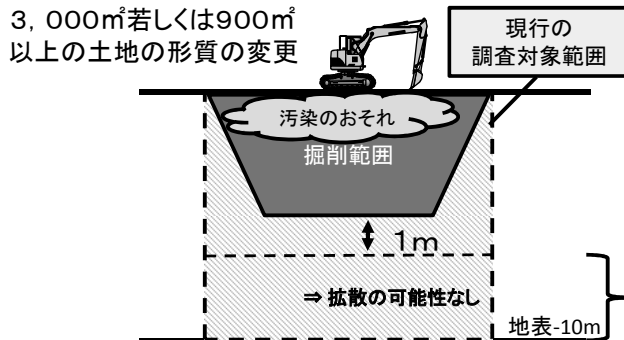 3，000㎡若しくは900㎡
以上の土地の形質の変更
現行の
調査対象範囲
汚染のおそれ
掘削範囲
1m
⇒ 拡散の可能性なし
地表-10m